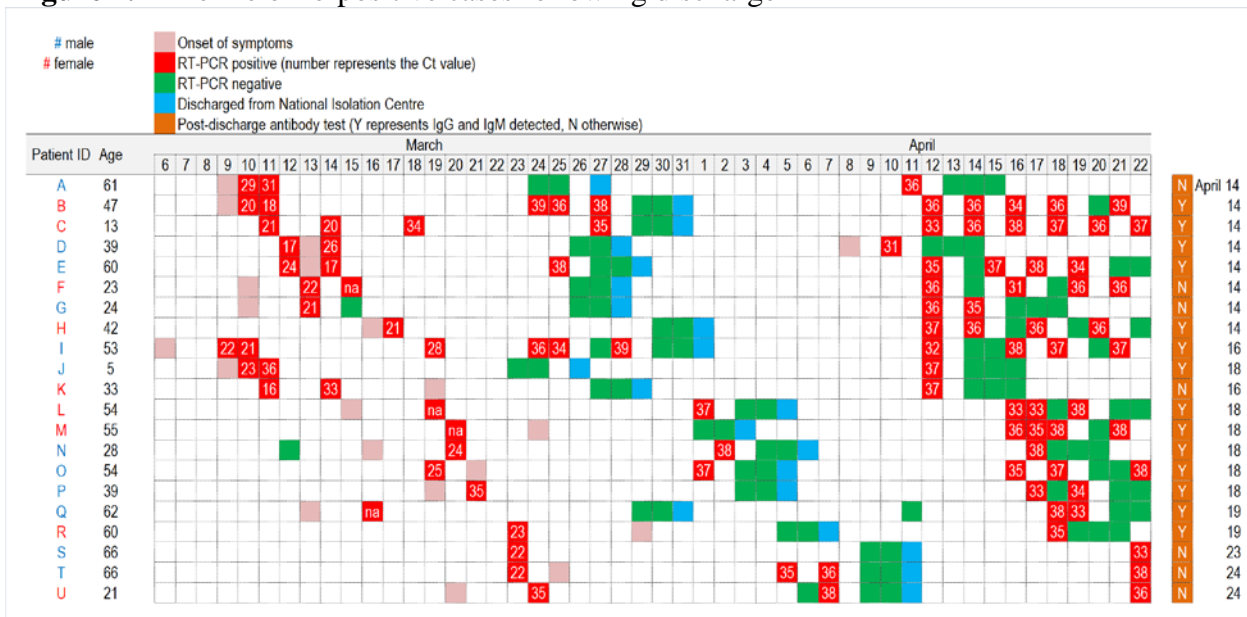 # male
Onset of symptoms
# female
RT-PCR positive (number represents the Ct value)
RT-PCR negative
Discharged from National Isolation Centre
Post-discharge antibody test (Y represents IgG and IgM detected, N otherwise)
Patient ID Age March April
6 7 8 9 10 11 12 13 14 15 16 17 18 19 20 21 22 23 24 25 26 27 28 29 30 31 1 2 3 4 5 6 7 8 9 10 11 12 13 14 15 16 17 18 19 20 21 22
A 61 29 31 36 N April 14
B 47 20 18 39 36 38 36 36 34 36 39 Y 14
C 13 21 20 34 35 33 36 38 37 36 37 Y 14
D 39 17 26 31 Y 14
E 60 24 17 38 35 37 38 34 Y 14
F 23 22 na 36 31 36 36 N 14
G 24 21 36 35 Y 14
H 42 21 37 36 36 36 Y 14
I 53 22 21 28 36 34 39 32 38 37 37 Y 16
J 5 23 36 37 Y 18
K 33 16 33 37 N 16
L 54 na 37 33 33 38 Y 18
M 55 na 36 35 38 38 Y 18
N 28 24 38 38 Y 18
O 54 25 37 35 37 38 Y 18
P 39 35 33 34 Y 18
Q 62 na 38 33 Y 19
R 60 23 35 Y 19
S 66 22 33 N 23
T 66 22 35 36 38 N 24
U 21 35 38 36 N 24